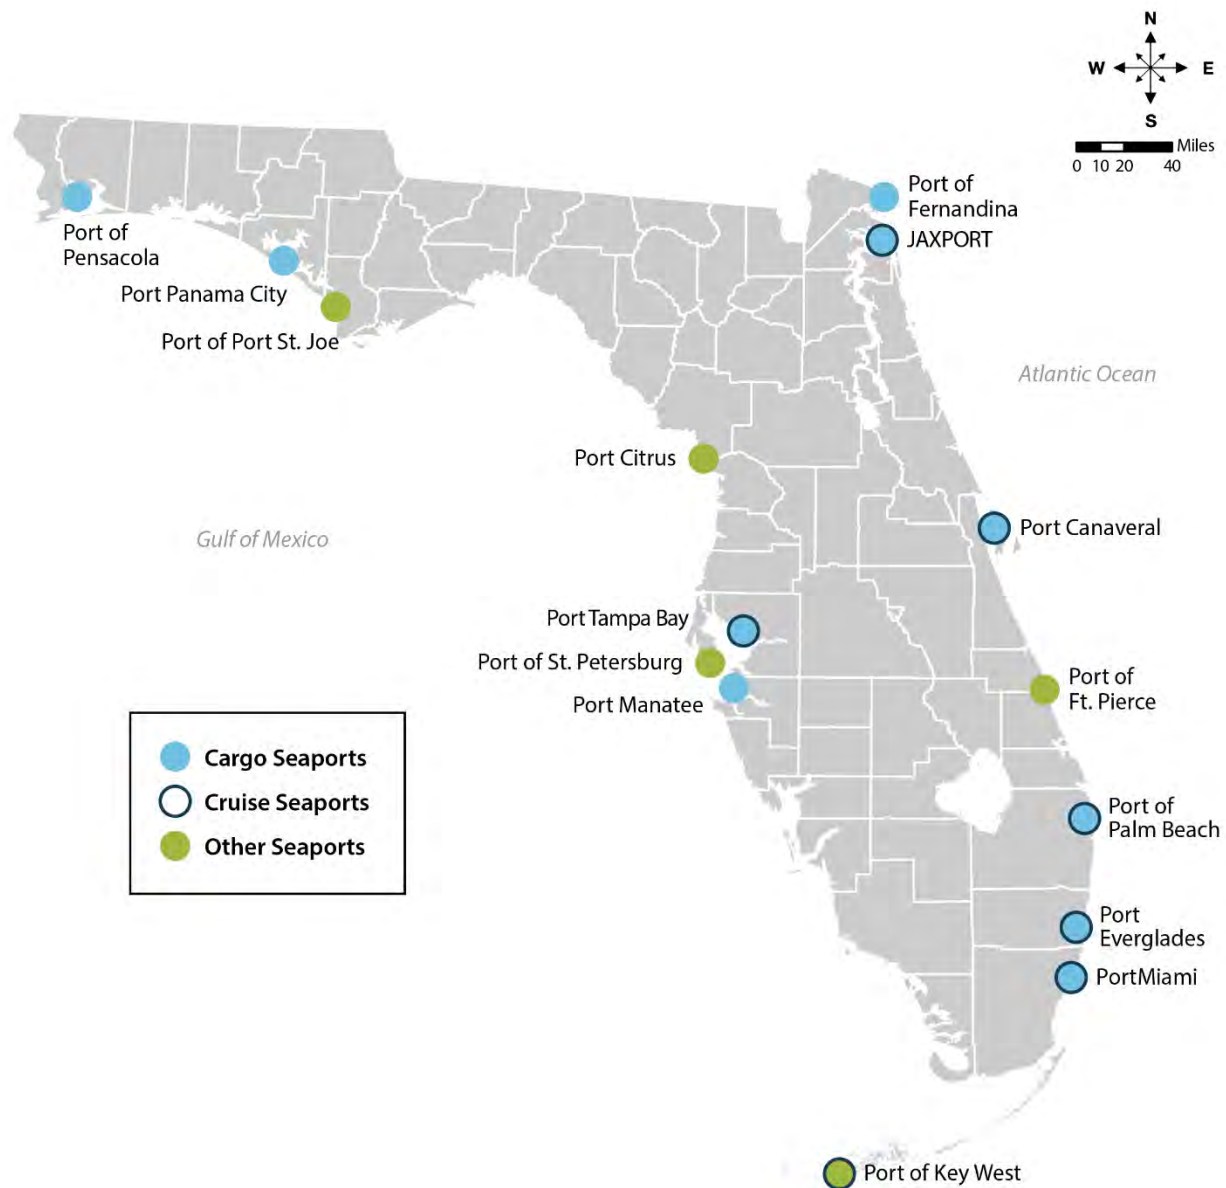 N
W E
S
Miles
0 10 20 40
Port of
Fernandina
JAXPORT
Port of
Pensacola
Port Panama City
Port of Port St. Joe
Atlantic Ocean
Port Citrus
Gulf of Mexico
Port Canaveral
Port Tampa Bay
Port of St. Petersburg
Port Manatee
Port of
Ft. Pierce
Cargo Seaports
Cruise Seaports
Other Seaports
Port of
Palm Beach
Port
Everglades
PortMiami
Port of Key West